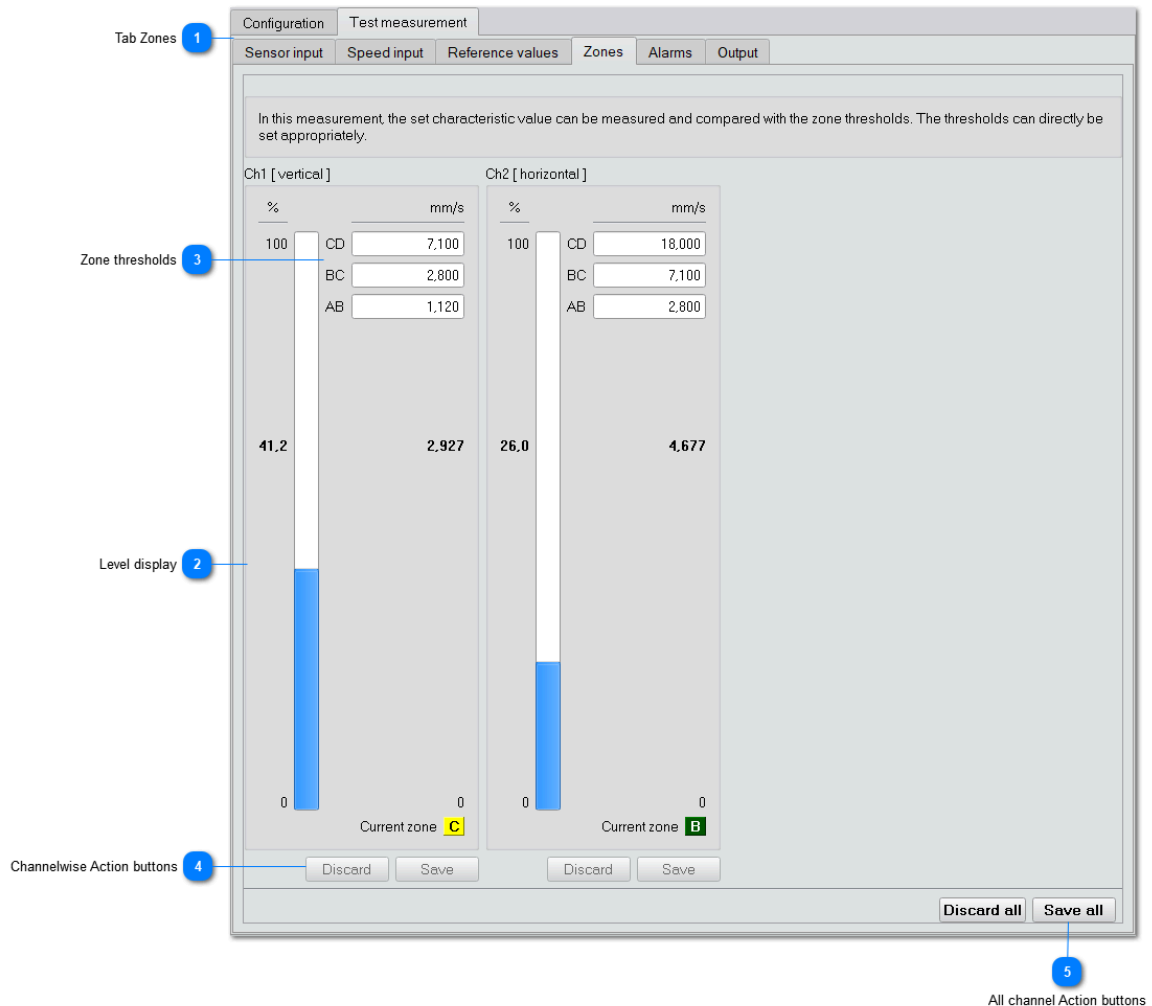 Configuration Test measurement
Tab Zones 1
Sensor input Speed input Reference values Zones Alarms Output
In this measurement, the set characteristic value can be measured and compared with the zone thresholds. The thresholds can directly be
set appropriately.
Ch1 [ vertical ] Ch2 [ horizontal ]
% mm/s % mm/s
100 CD 7,100 100 CD 18,000
Zone thresholds 3
BC 2,800 BC 7,100
AB 1,120 AB 2,800
41,2 2,927 26,0 4,677
Level display 2
0 0 0 0
Current zone C Current zone B
Channelwise Action buttons 4
Discard Save Discard Save
Discard all Save all
5
All channel Action buttons